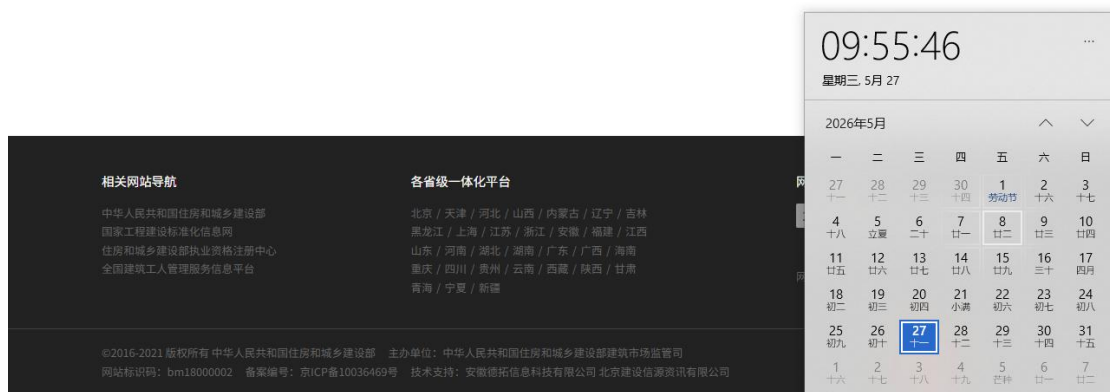 09:55:46
…
星期三, 5月 27
2026年5月
一 二 三 四 五 六 日
27 28 29 30 1 2 3
十一 十二 十三 十四 劳动节 十六 十七
4 5 6 7 8 9 10
十八 立夏 二十 廿一 廿二 廿三 廿四
11 12 13 14 15 16 17
廿五 廿六 廿七 廿八 廿九 三十 四月
18 19 20 21 22 23 24
初二 初三 初四 小满 初六 初七 初八
25 26 27 28 29 30 31
初九 初十 十一 十二 十三 十四 十五
1 2 3 4 5 6 7
十六 十七 十八 十九 芒种 廿一 廿二
相关网站导航
中华人民共和国住房和城乡建设部
国家工程建设标准化信息网
住房和城乡建设部执业资格注册中心
全国建筑工人管理服务信息平台
各省级一体化平台
北京 / 天津 / 河北 / 山西 / 内蒙古 / 辽宁 / 吉林
黑龙江 / 上海 / 江苏 / 浙江 / 安徽 / 福建 / 江西
山东 / 河南 / 湖北 / 湖南 / 广东 / 广西 / 海南
重庆 / 四川 / 贵州 / 云南 / 西藏 / 陕西 / 甘肃
青海 / 宁夏 / 新疆
©2016-2021 版权所有 中华人民共和国住房和城乡建设部 主办单位：中华人民共和国住房和城乡建设部建筑市场监管司
网站标识码：bm18000002 备案编号：京ICP备10036469号 技术支持：安徽德拓信息科技有限公司 北京建设信源资讯有限公司